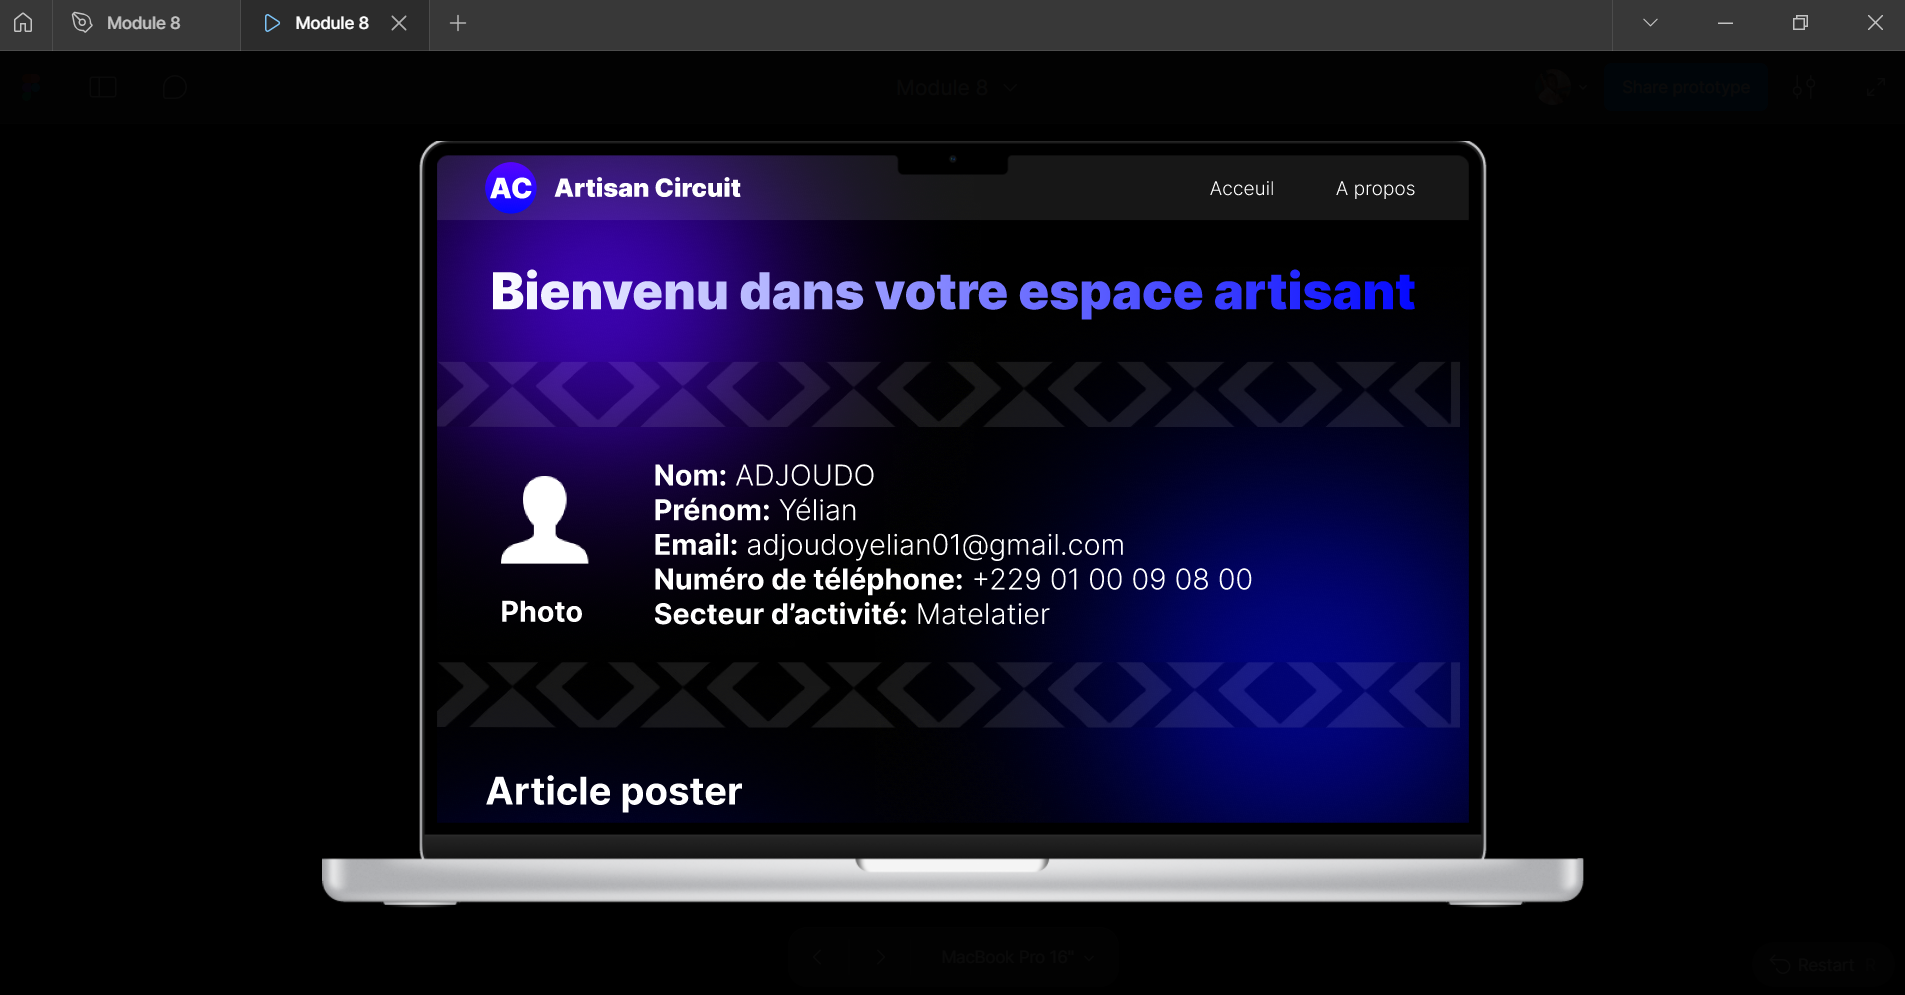 Module 8
Module 8
Module 8
Share prototype
AC
Artisan Circuit
Acceuil
A propos
Bienvenu dans votre espace artisant
Nom: ADJOUDO
Prénom: Yélian
Email: adjoudoyelian01@gmail.com
Numéro de téléphone: +229 01 00 09 08 00
Secteur d’activité: Matelatier
Photo
Article poster
MacBook Pro 16"
Restart